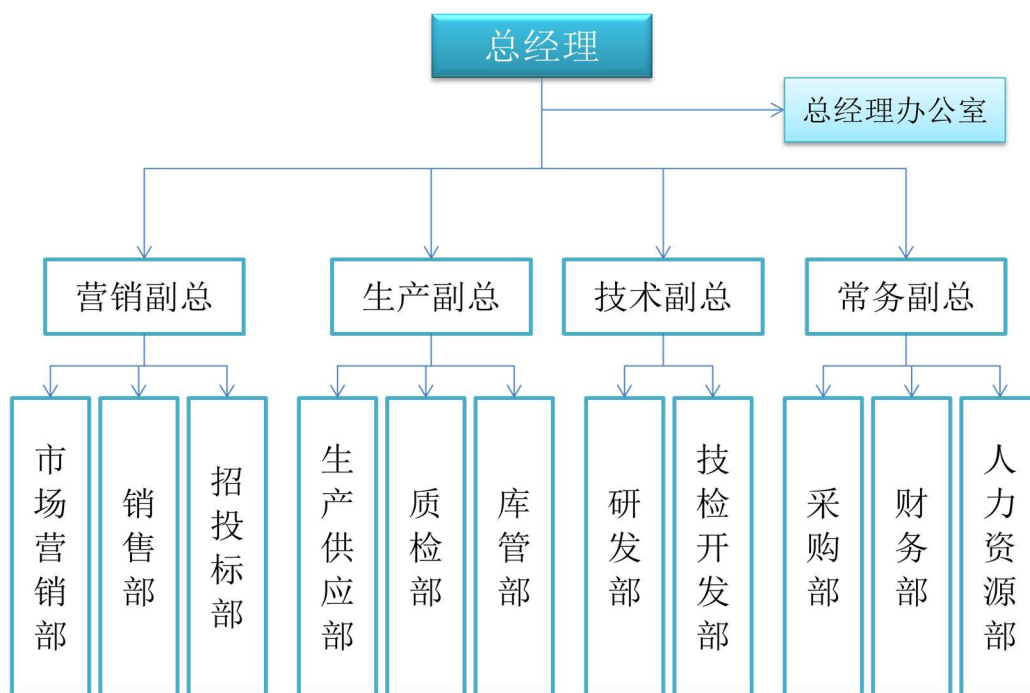 总经理
总经理办公室
营销副总
生产副总
技术副总
常务副总
市场营销部
销售部
招投标部
生产供应部
质检部
库管部
研发部
技检开发部
采购部
财务部
人力资源部